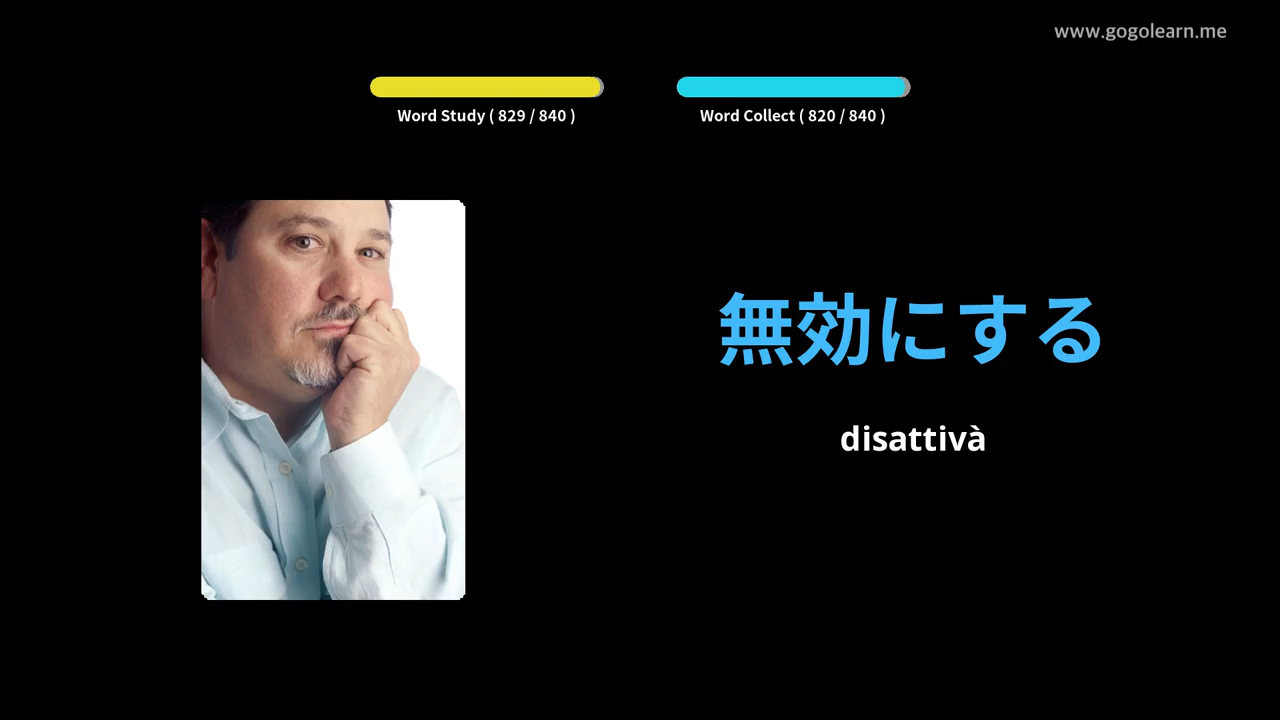 www.gogolearn.me
Word Study ( 829 / 840 )
Word Collect ( 820 / 840 )
無効にする
disattivà